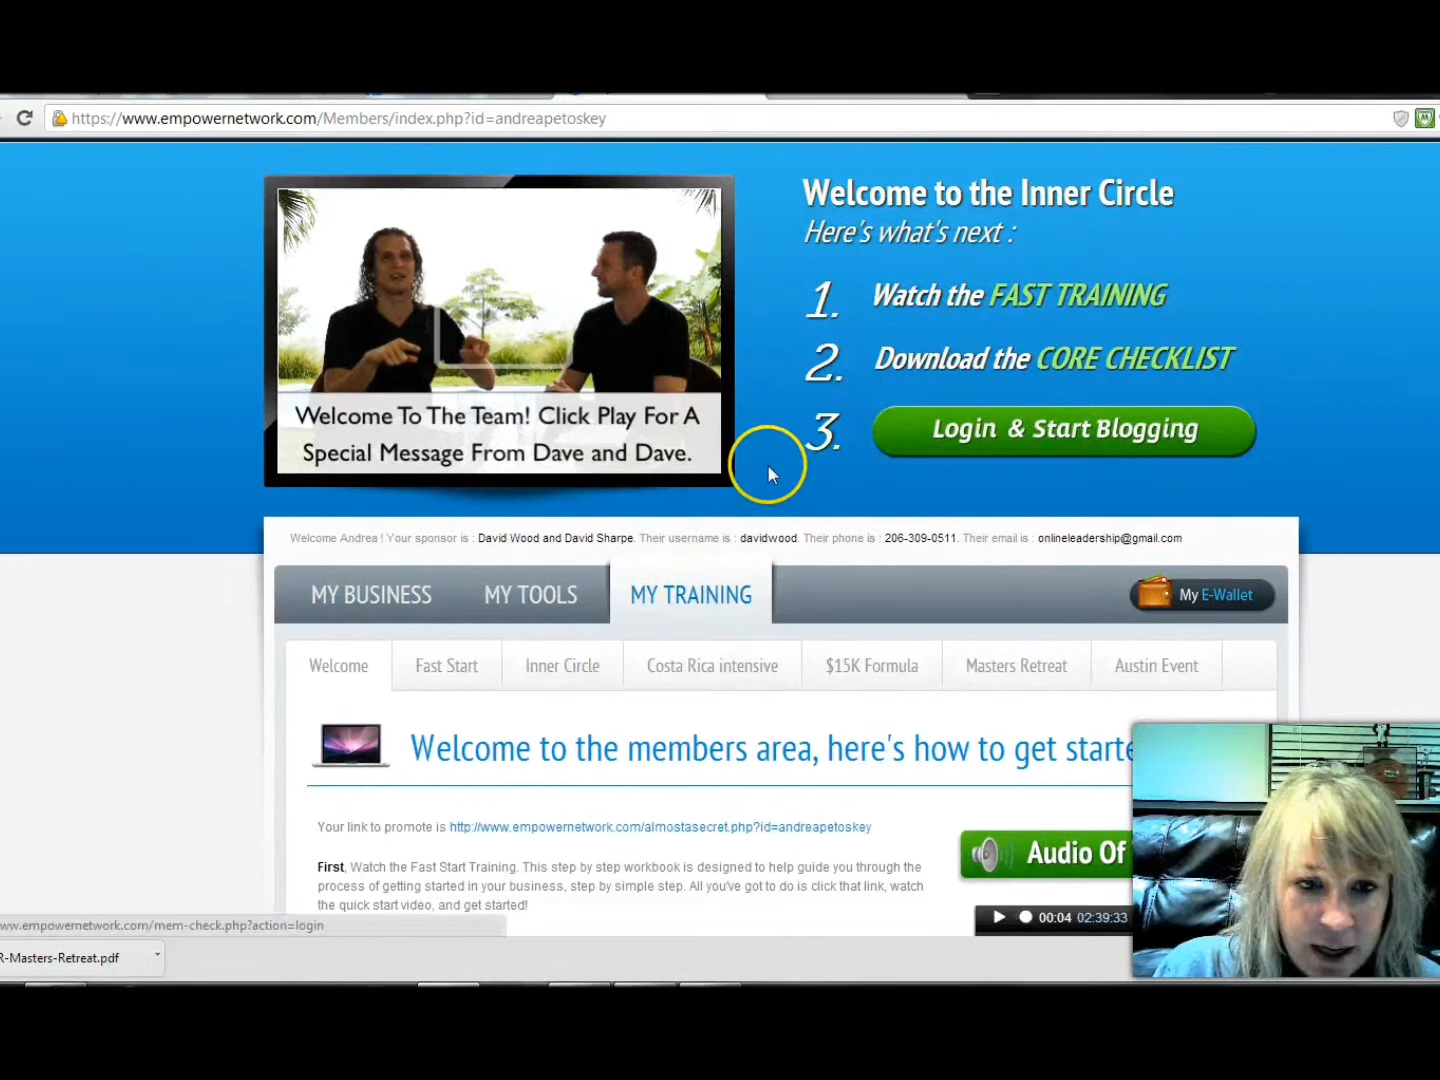 https://www.empowernetwork.com/Members/index.php?id=andreapetoskey
Welcome to the Inner Circle
Here's what's next :
1. Watch the FAST TRAINING
2. Download the CORE CHECKLIST
3. Login & Start Blogging
Welcome To The Team! Click Play For A
Special Message From Dave and Dave.
Welcome Andrea ! Your sponsor is : David Wood and David Sharpe. Their username is : davidwood. Their phone is : 206-309-0511. Their email is : onlineleadership@gmail.com
MY BUSINESS MY TOOLS MY TRAINING My E-Wallet
Welcome Fast Start Inner Circle Costa Rica intensive $15K Formula Masters Retreat Austin Event
Welcome to the members area, here's how to get starte
Your link to promote is http://www.empowernetwork.com/almostasecret.php?id=andreapetoskey
First, Watch the Fast Start Training. This step by step workbook is designed to help guide you through the
process of getting started in your business, step by simple step. All you've got to do is click that link, watch
the quick start video, and get started!
Audio Of
00:04 02:39:33
www.empowernetwork.com/mem-check.php?action=login
R-Masters-Retreat.pdf